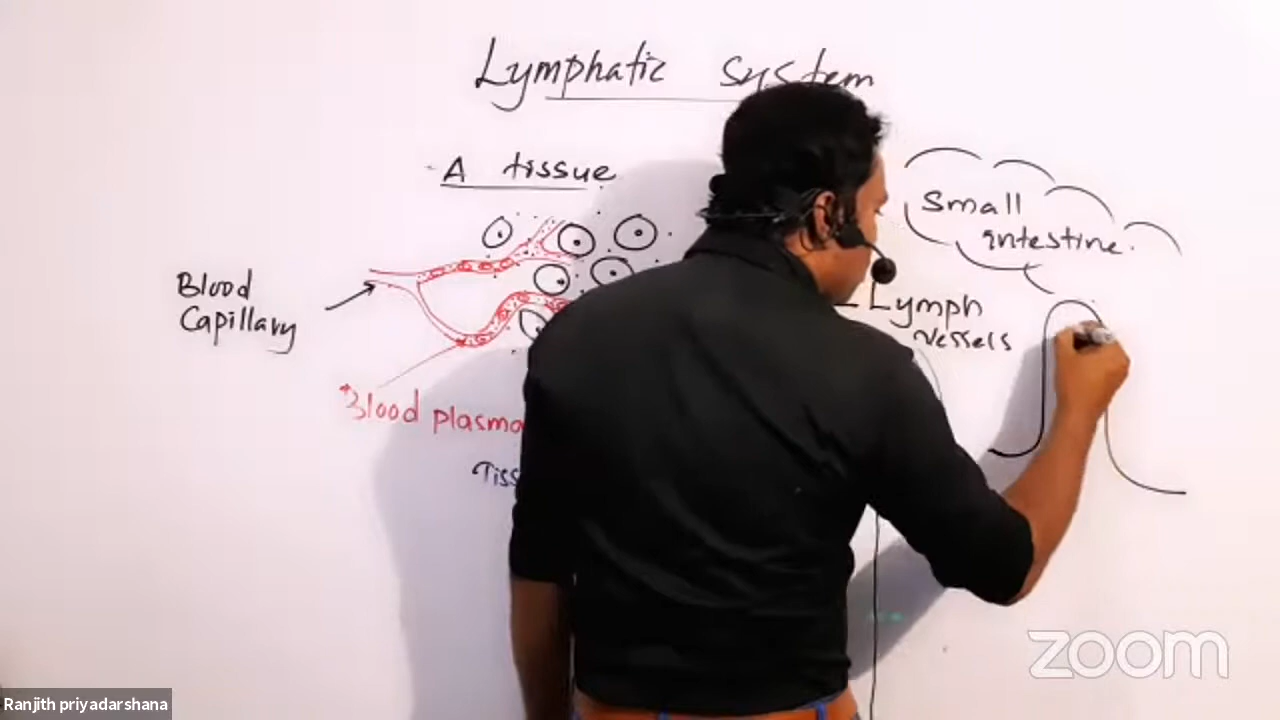 Lymphatic system
A tissue
Small
intestine.
Blood
Capillary
Lymph
vessels
Blood plasma
zoom
Ranjith priyadarshana